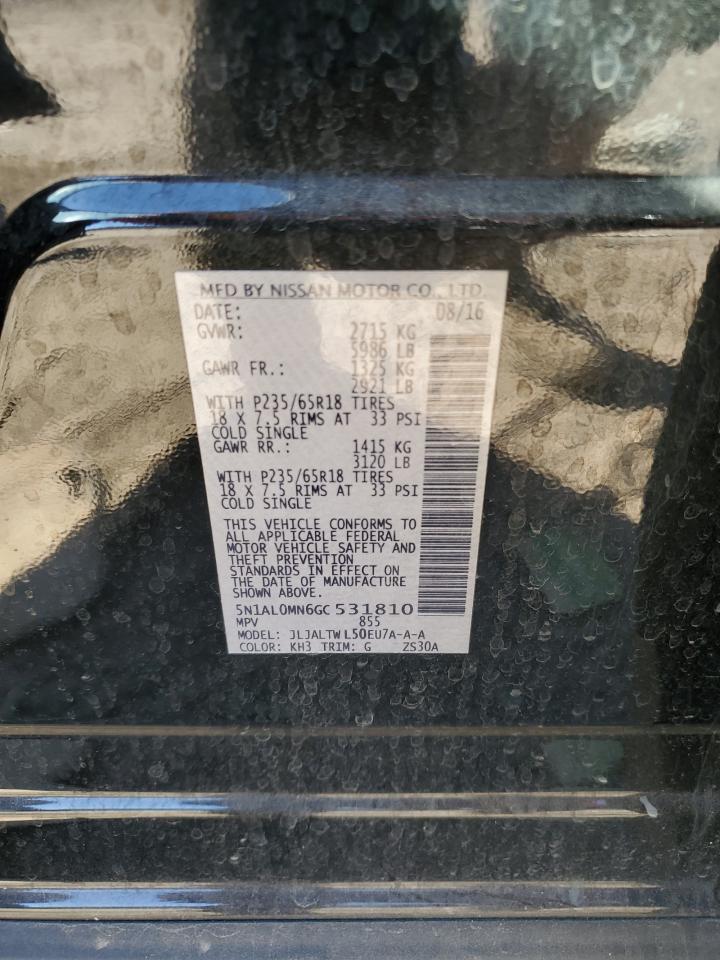 MFD BY NISSAN MOTOR CO., LTD.
DATE: 08/16
GVWR: 2715 KG
5986 LB
GAWR FR.: 1325 KG
2921 LB
WITH P235/65R18 TIRES
18 X 7.5 RIMS AT 33 PSI
COLD SINGLE
GAWR RR.: 1415 KG
3120 LB
WITH P235/65R18 TIRES
18 X 7.5 RIMS AT 33 PSI
COLD SINGLE
THIS VEHICLE CONFORMS TO
ALL APPLICABLE FEDERAL
MOTOR VEHICLE SAFETY AND
THEFT PREVENTION
STANDARDS IN EFFECT ON
THE DATE OF MANUFACTURE
SHOWN ABOVE.
5N1AL0MN6GC 531810
MPV 855
MODEL: JLJALTW L50EU7A-A-A
COLOR: KH3 TRIM: G ZS30A